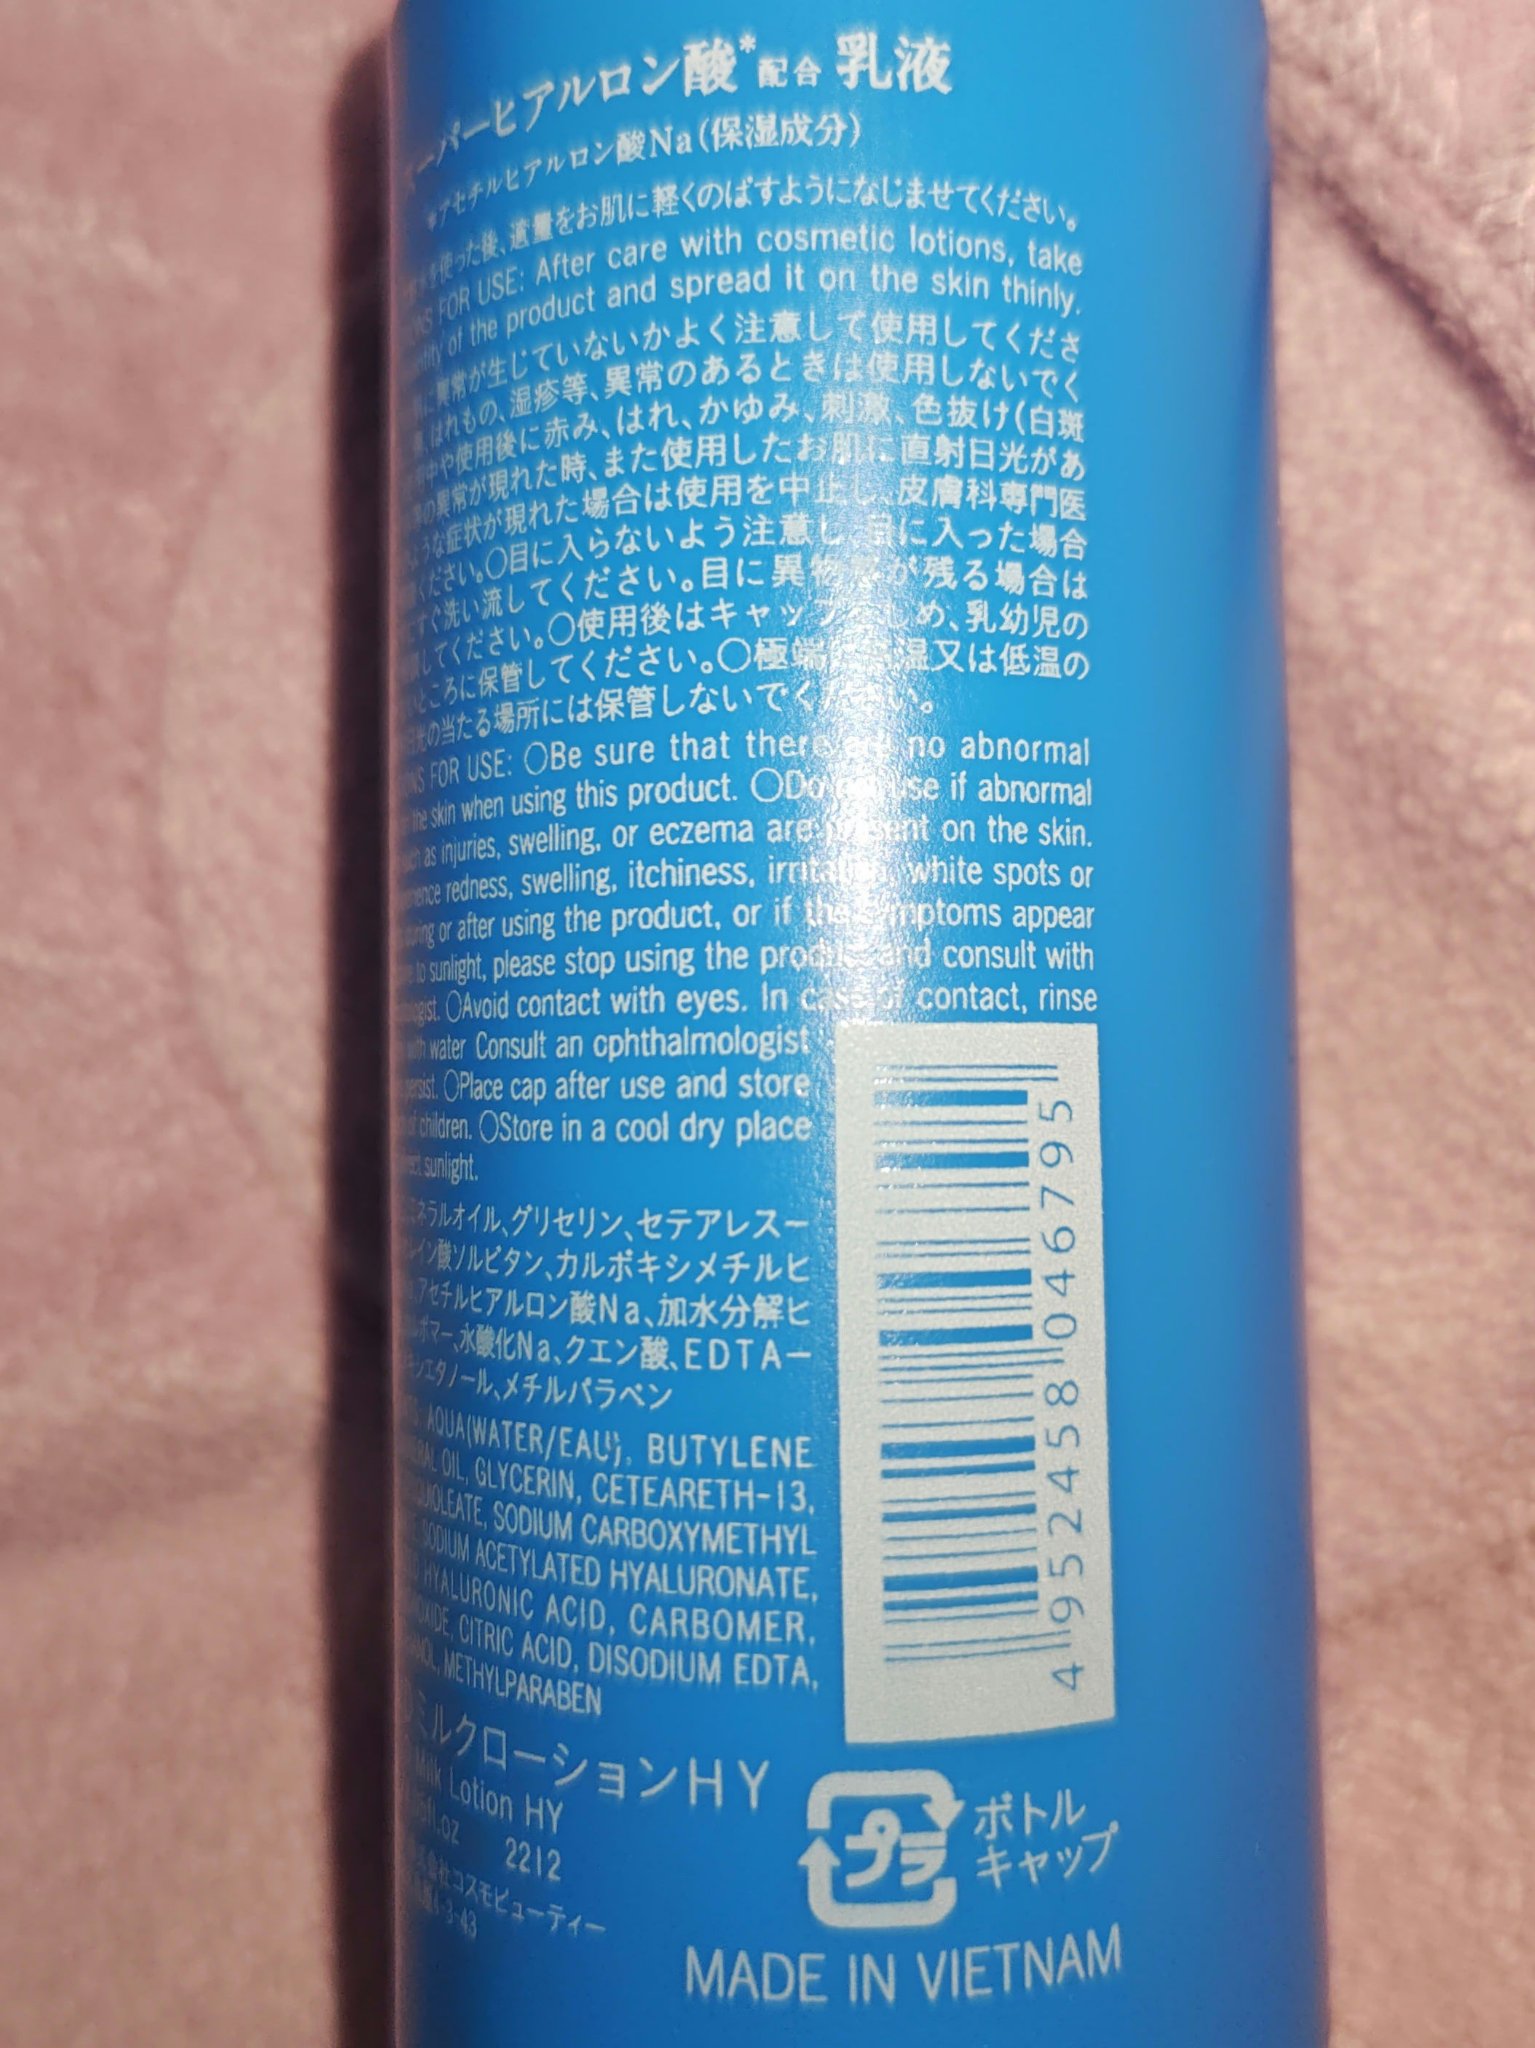 ーパーヒアルロン酸*配合 乳液
*アセチルヒアルロン酸Na(保湿成分)
を使った後、適量をお肌に軽くのばすようになじませてください。
FOR USE: After care with cosmetic lotions, take
of the product and spread it on the skin thinly.
に異常が生じていないかよく注意して使用してくださ
はれもの、湿疹等、異常のあるときは使用しないでく
中や使用後に赤み、はれ、かゆみ、刺激、色抜け(白斑
の異常が現れた時、また使用したお肌に直射日光があ
ような症状が現れた場合は使用を中止し、皮膚科専門医
ください。○目に入らないよう注意し 目に入った場合
すぐ洗い流してください。目に異物 が残る場合は
してください。○使用後はキャップ しめ、乳幼児の
ところに保管してください。○極端 温又は低温の
光の当たる場所には保管しないでください。
FOR USE: ○Be sure that there are no abnormal
the skin when using this product. ○Do use if abnormal
as injuries, swelling, or eczema are present on the skin.
redness, swelling, itchiness, irritation, white spots or
or after using the product, or if the symptoms appear
to sunlight, please stop using the product and consult with
○Avoid contact with eyes. In case of contact, rinse
with water Consult an ophthalmologist
persist. ○Place cap after use and store
of children. ○Store in a cool dry place
sunlight.
ミネラルオイル、グリセリン、セテアレスー
レイン酸ソルビタン、カルボキシメチルヒ
アセチルヒアルロン酸Na、加水分解ヒ
ルボマー、水酸化Na、クエン酸、EDTAー
キシエタノール、メチルパラベン
AQUA(WATER/EAU), BUTYLENE
OIL, GLYCERIN, CETEARETH-13,
SODIUM CARBOXYMETHYL
SODIUM ACETYLATED HYALURONATE,
HYALURONIC ACID, CARBOMER,
CITRIC ACID, DISODIUM EDTA,
METHYLPARABEN
ミルクローションHY
Milk Lotion HY
fl.oz 2212
会社コスモビューティー
4-3-43
4952458046795
プラ
ボトル
キャップ
MADE IN VIETNAM